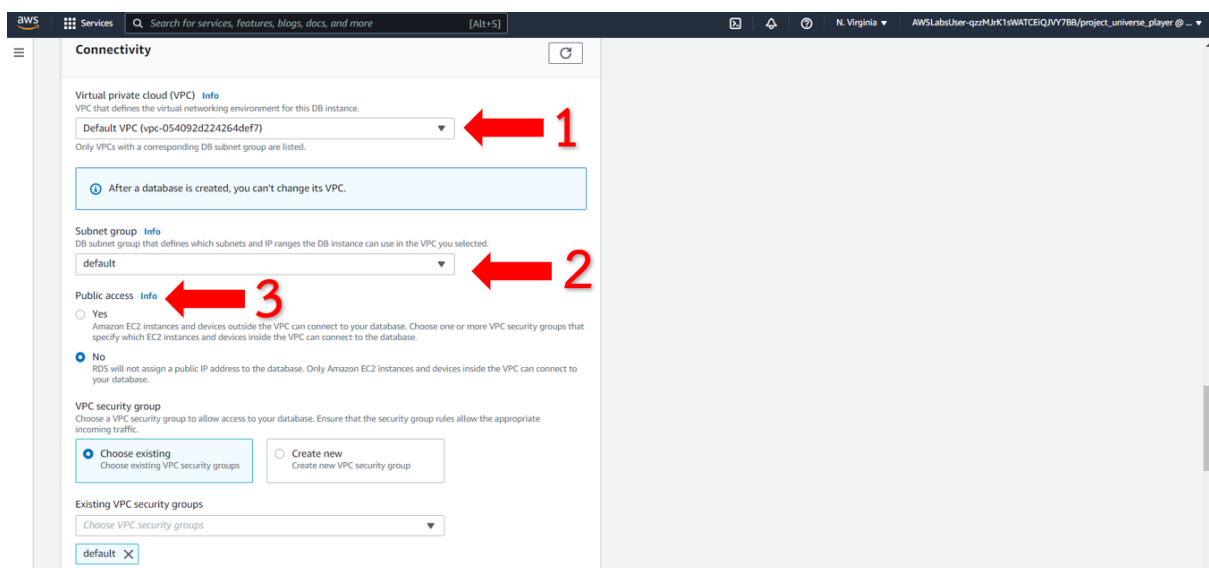 aws Services Search for services, features, blogs, docs, and more [Alt+S] N. Virginia AWSLabsUser-qzzMJrK1sWATCEiQJVY7BB/project_universe_player @ ...
Connectivity
Virtual private cloud (VPC) Info
VPC that defines the virtual networking environment for this DB instance.
Default VPC (vpc-054092d224264def7)
1
Only VPCs with a corresponding DB subnet group are listed.
After a database is created, you can't change its VPC.
Subnet group Info
DB subnet group that defines which subnets and IP ranges the DB instance can use in the VPC you selected.
default
2
Public access Info
3
Yes
Amazon EC2 instances and devices outside the VPC can connect to your database. Choose one or more VPC security groups that
specify which EC2 instances and devices inside the VPC can connect to the database.
No
RDS will not assign a public IP address to the database. Only Amazon EC2 instances and devices inside the VPC can connect to
your database.
VPC security group
Choose a VPC security group to allow access to your database. Ensure that the security group rules allow the appropriate
incoming traffic.
Choose existing
Choose existing VPC security groups
Create new
Create new VPC security group
Existing VPC security groups
Choose VPC security groups
default